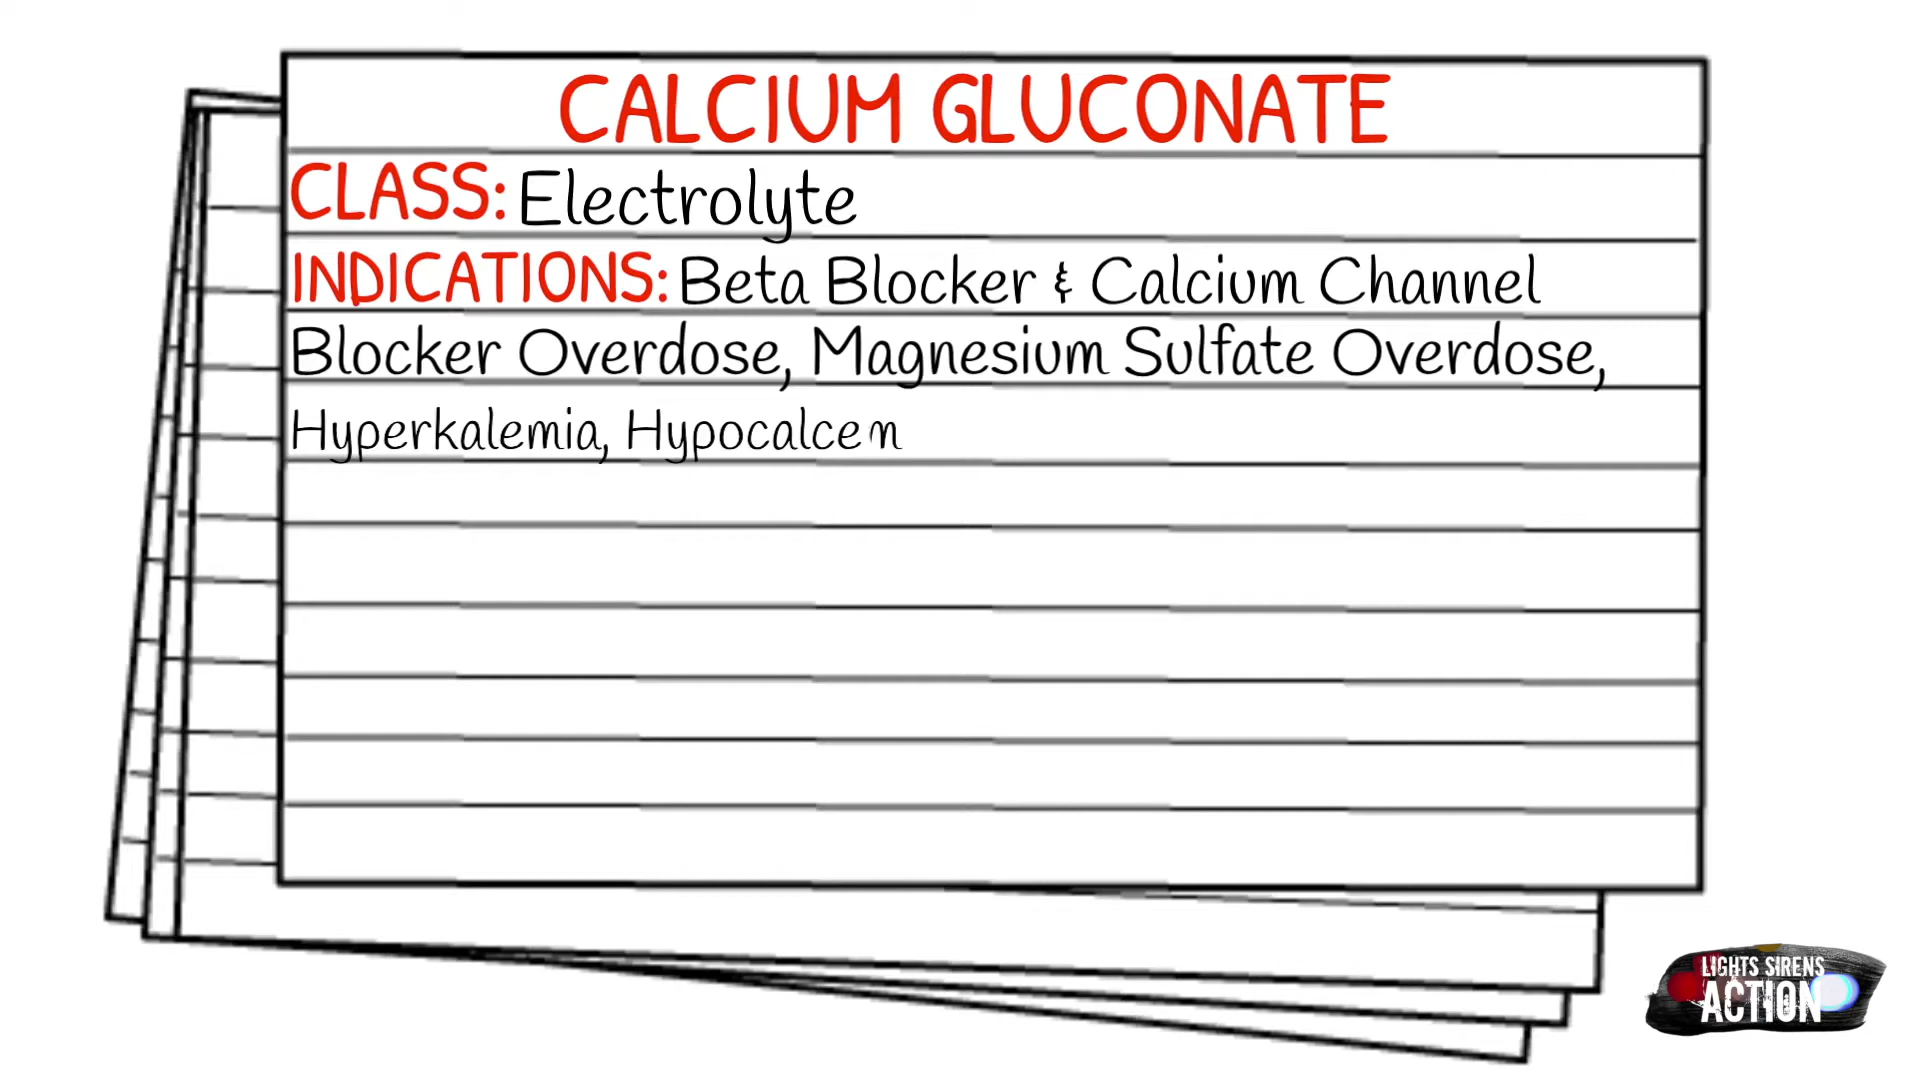 CALCIUM GLUCONATE
CLASS: Electrolyte
INDICATIONS: Beta Blocker & Calcium Channel
Blocker Overdose, Magnesium Sulfate Overdose,
Hyperkalemia, Hypocalcem
LIGHTS SIRENS
ACTION